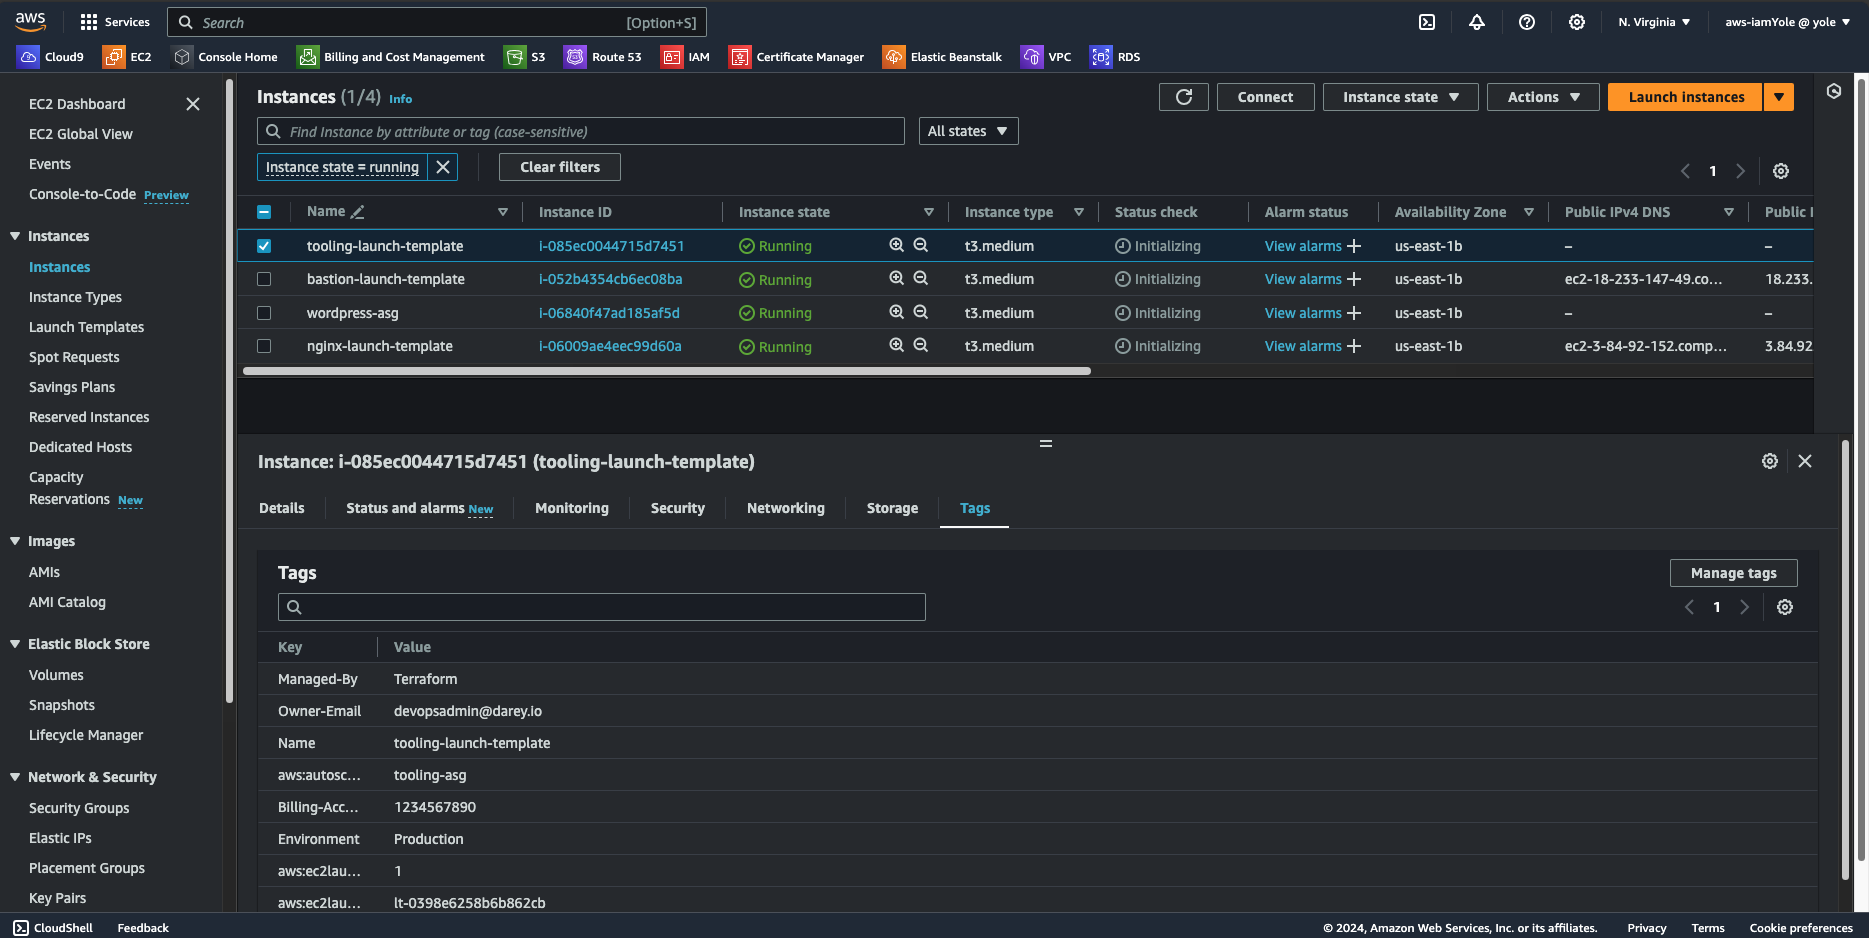 aws Services Search [Option+S] N. Virginia aws-iamYole @ yole
Cloud9 EC2 Console Home Billing and Cost Management S3 Route 53 IAM Certificate Manager Elastic Beanstalk VPC RDS
EC2 Dashboard
EC2 Global View
Events
Console-to-Code Preview
Instances
Instances
Instance Types
Launch Templates
Spot Requests
Savings Plans
Reserved Instances
Dedicated Hosts
Capacity
Reservations New
Images
AMIs
AMI Catalog
Elastic Block Store
Volumes
Snapshots
Lifecycle Manager
Network & Security
Security Groups
Elastic IPs
Placement Groups
Key Pairs
Instances (1/4) Info Connect Instance state Actions Launch instances
Find Instance by attribute or tag (case-sensitive) All states
Instance state = running Clear filters 1
Name Instance ID Instance state Instance type Status check Alarm status Availability Zone Public IPv4 DNS Public I
tooling-launch-template i-085ec0044715d7451 Running t3.medium Initializing View alarms + us-east-1b – –
bastion-launch-template i-052b4354cb6ec08ba Running t3.medium Initializing View alarms + us-east-1b ec2-18-233-147-49.co... 18.233.
wordpress-asg i-06840f47ad185af5d Running t3.medium Initializing View alarms + us-east-1b – –
nginx-launch-template i-06009ae4eec99d60a Running t3.medium Initializing View alarms + us-east-1b ec2-3-84-92-152.comp... 3.84.92
Instance: i-085ec0044715d7451 (tooling-launch-template)
Details Status and alarms New Monitoring Security Networking Storage Tags
Tags Manage tags
1
Key Value
Managed-By Terraform
Owner-Email devopsadmin@darey.io
Name tooling-launch-template
aws:autosc... tooling-asg
Billing-Acc... 1234567890
Environment Production
aws:ec2lau... 1
aws:ec2lau... lt-0398e6258b6b862cb
CloudShell Feedback © 2024, Amazon Web Services, Inc. or its affiliates. Privacy Terms Cookie preferences